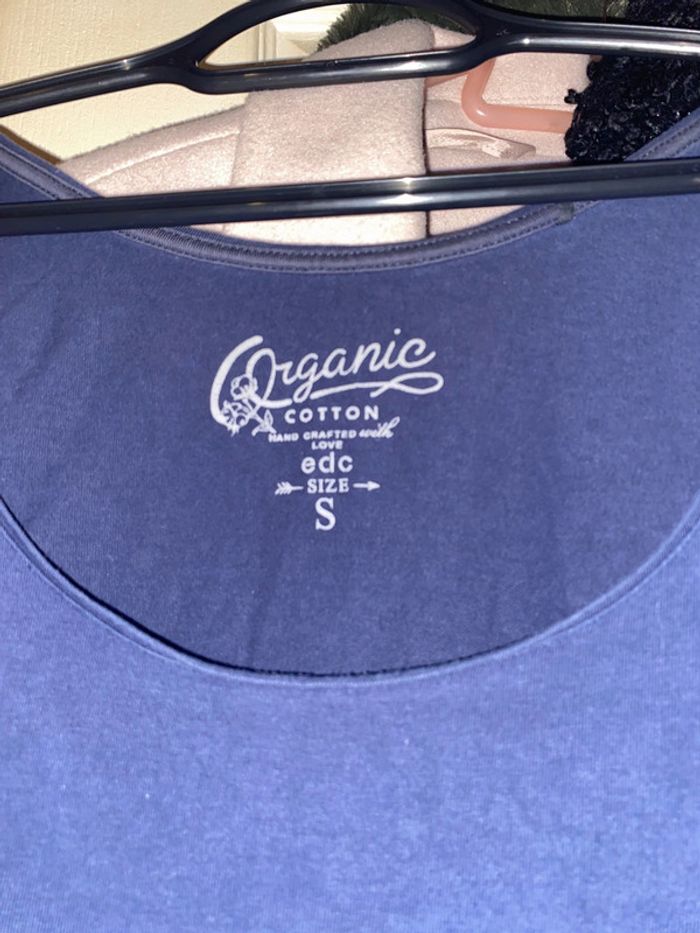 Organic
COTTON
HAND CRAFTED with
LOVE
edc
SIZE
S